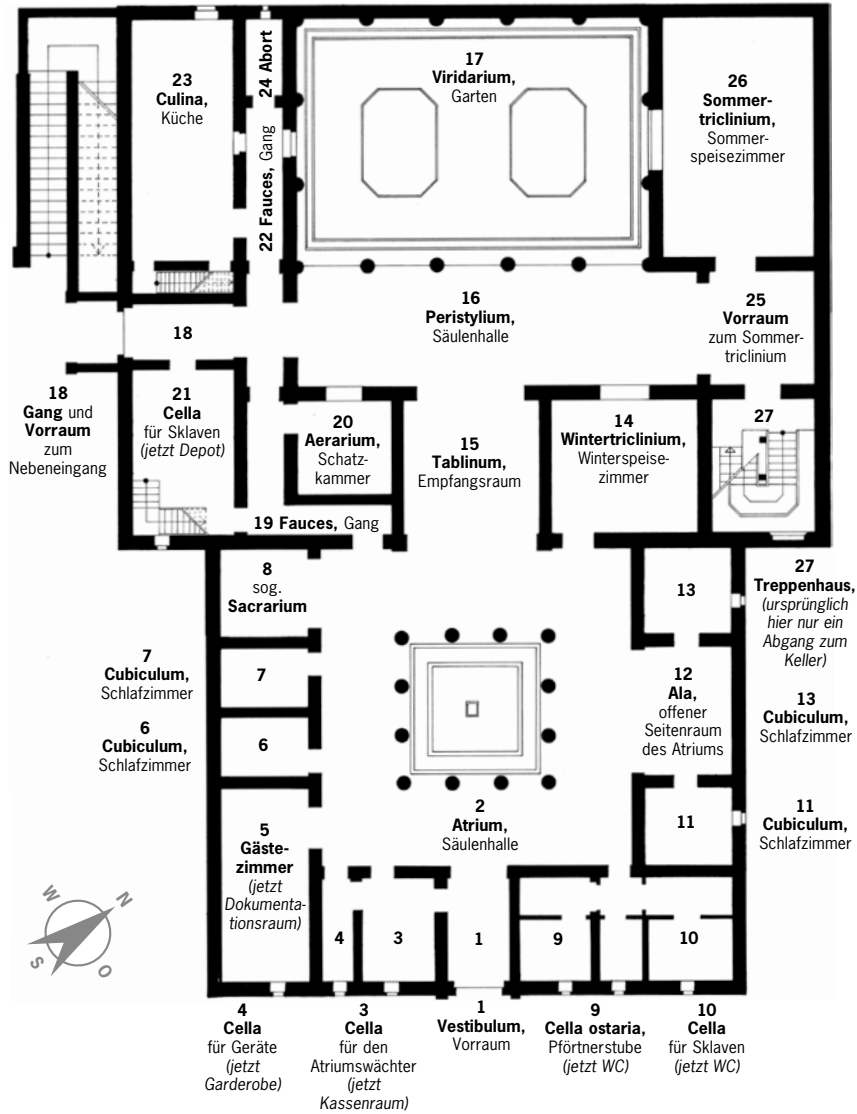 23
Culina,
Küche
24 Abort
22 Fauces, Gang
17
Viridarium,
Garten
26
Sommer-
triclinium,
Sommer-
speisezimmer
16
Peristylium,
Säulenhalle
25
Vorraum
zum Sommer-
triclinium
18
18
Gang und
Vorraum
zum
Nebeneingang
21
Cella
für Sklaven
(jetzt Depot)
20
Aerarium,
Schatz-
kammer
19 Fauces, Gang
15
Tablinum,
Empfangsraum
14
Wintertriclinium,
Winterspeise-
zimmer
27
8
sog.
Sacrarium
13
27
Treppenhaus,
(ursprünglich
hier nur ein
Abgang zum
Keller)
7
Cubiculum,
Schlafzimmer
7
12
Ala,
offener
Seitenraum
des Atriums
13
Cubiculum,
Schlafzimmer
6
Cubiculum,
Schlafzimmer
6
2
Atrium,
Säulenhalle
11
11
Cubiculum,
Schlafzimmer
5
Gäste-
zimmer
(jetzt
Dokumenta-
tionsraum)
W
N
S
O
4
3
1
9
10
4
Cella
für Geräte
(jetzt
Garderobe)
3
Cella
für den
Atriumswächter
(jetzt
Kassenraum)
1
Vestibulum,
Vorraum
9
Cella ostaria,
Pförtnerstube
(jetzt WC)
10
Cella
für Sklaven
(jetzt WC)